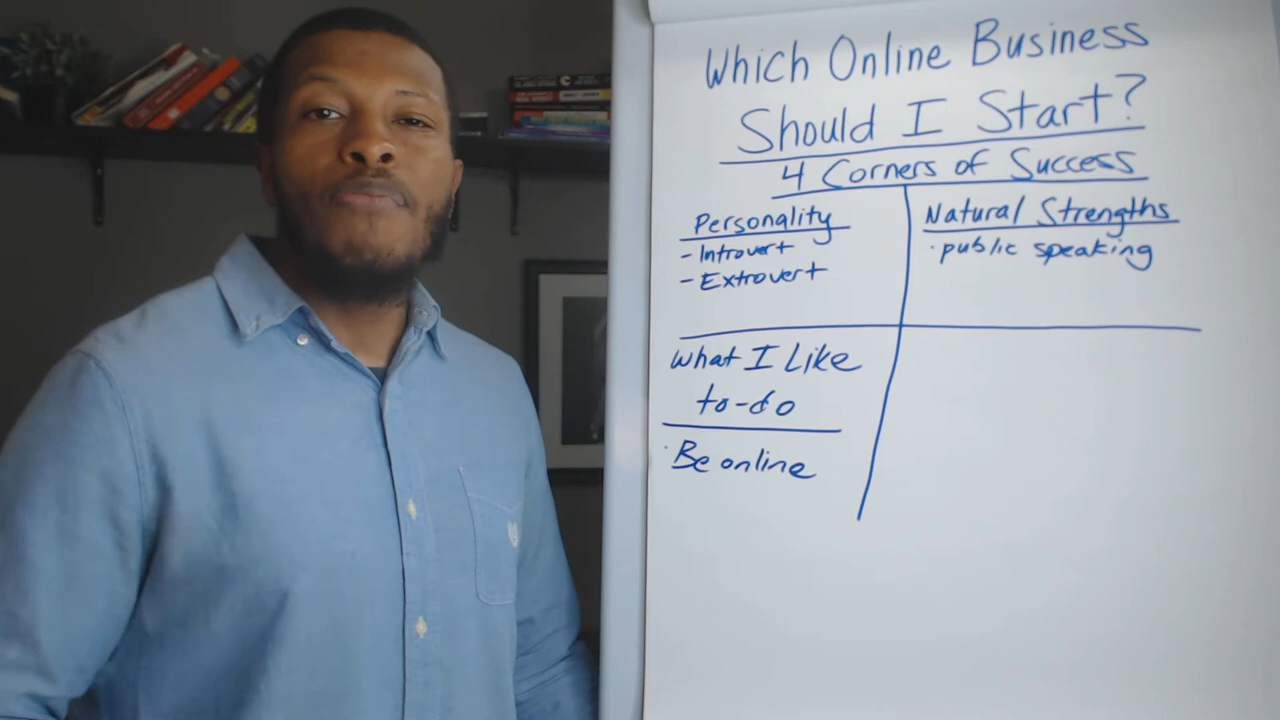 Which Online Business
Should I Start?
4 Corners of Success
Personality
- Introvert
- Extrovert
Natural Strengths
· public speaking
What I Like
to-do
· Be online